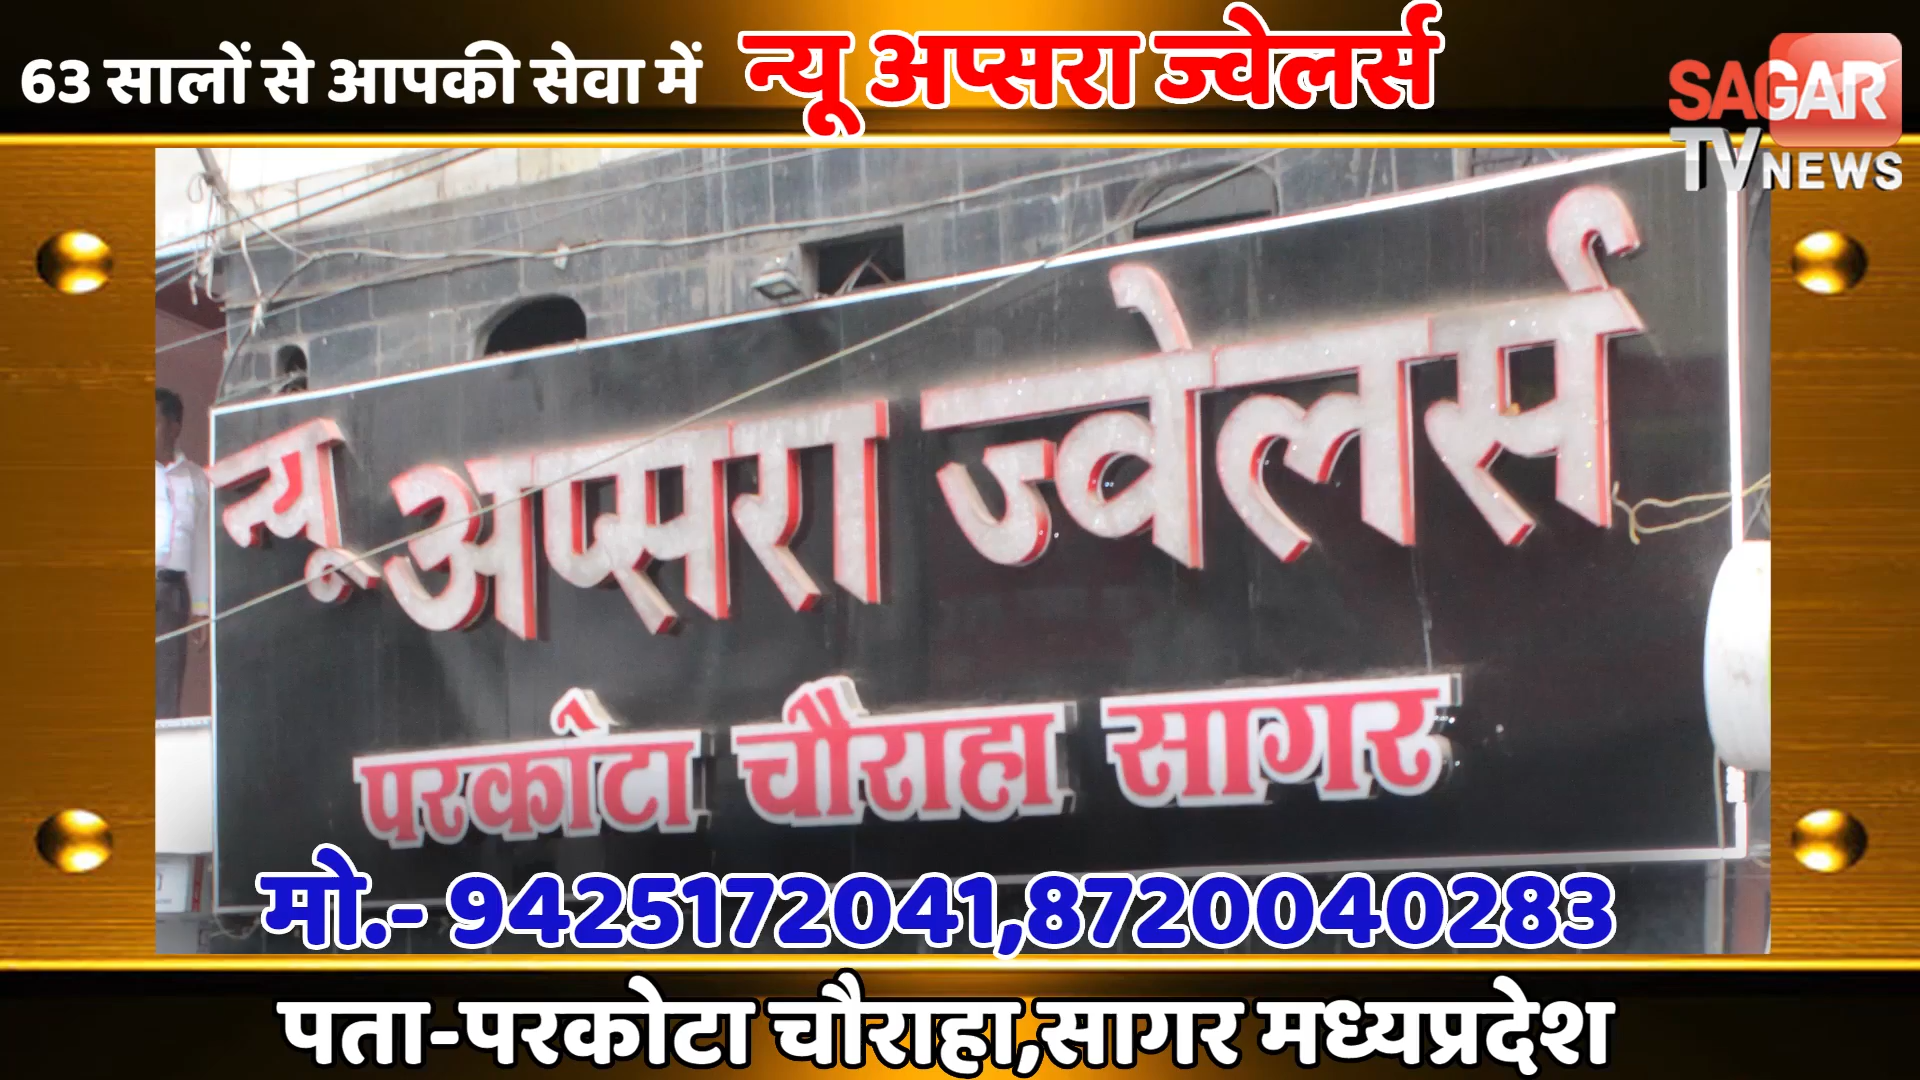 63 सालों से आपकी सेवा में न्यू अप्सरा ज्वेलर्स
SAGAR
TV NEWS
न्यू अप्सरा ज्वेलर्स
परकोटा चौराहा सागर
मो.- 9425172041,8720040283
पता-परकोटा चौराहा,सागर मध्यप्रदेश